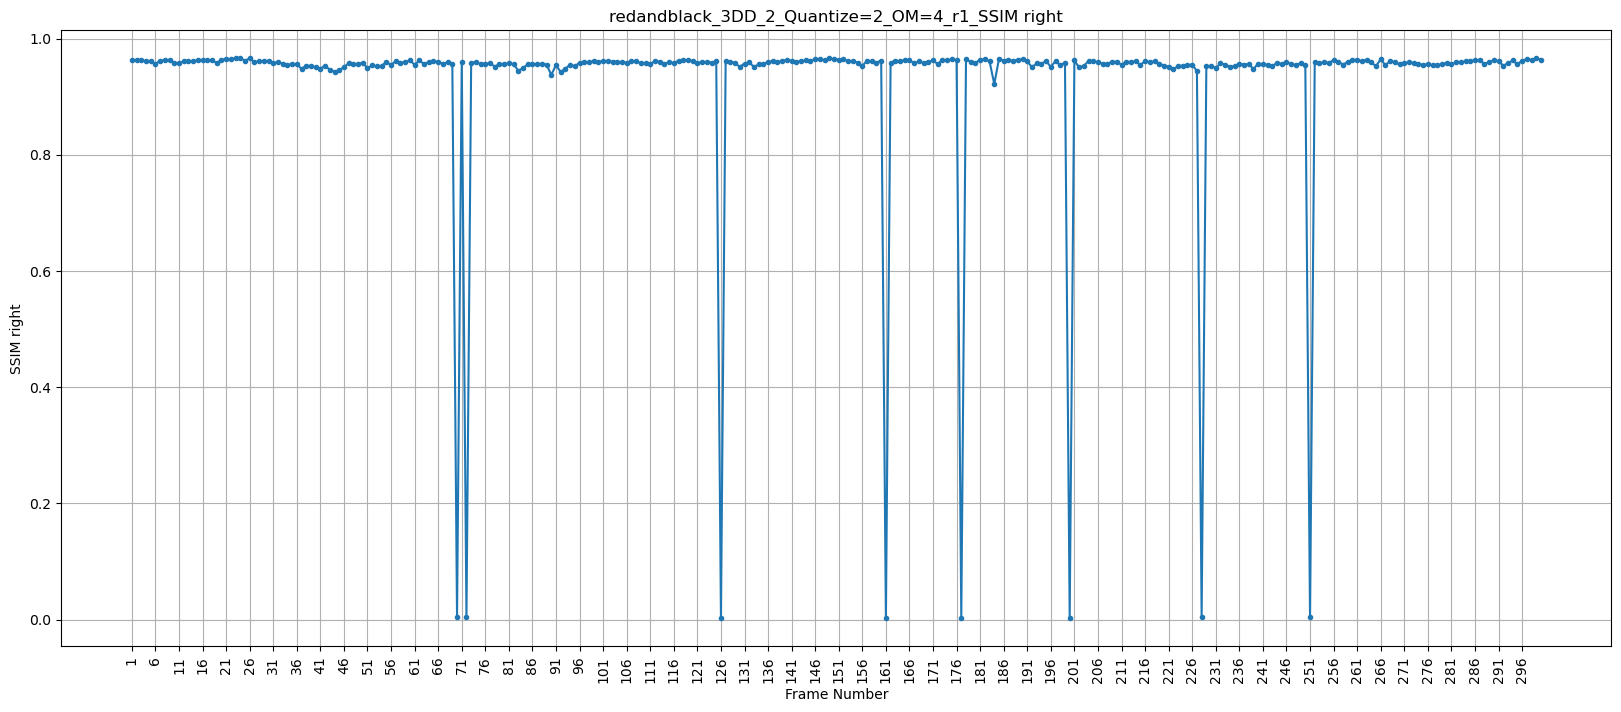 redandblack_3DD_2_Quantize=2_OM=4_r1_SSIM right
1.0
0.8
0.6
0.4
0.2
0.0
SSIM right
1 6 11 16 21 26 31 36 41 46 51 56 61 66 71 76 81 86 91 96 101 106 111 116 121 126 131 136 141 146 151 156 161 166 171 176 181 186 191 196 201 206 211 216 221 226 231 236 241 246 251 256 261 266 271 276 281 286 291 296
Frame Number